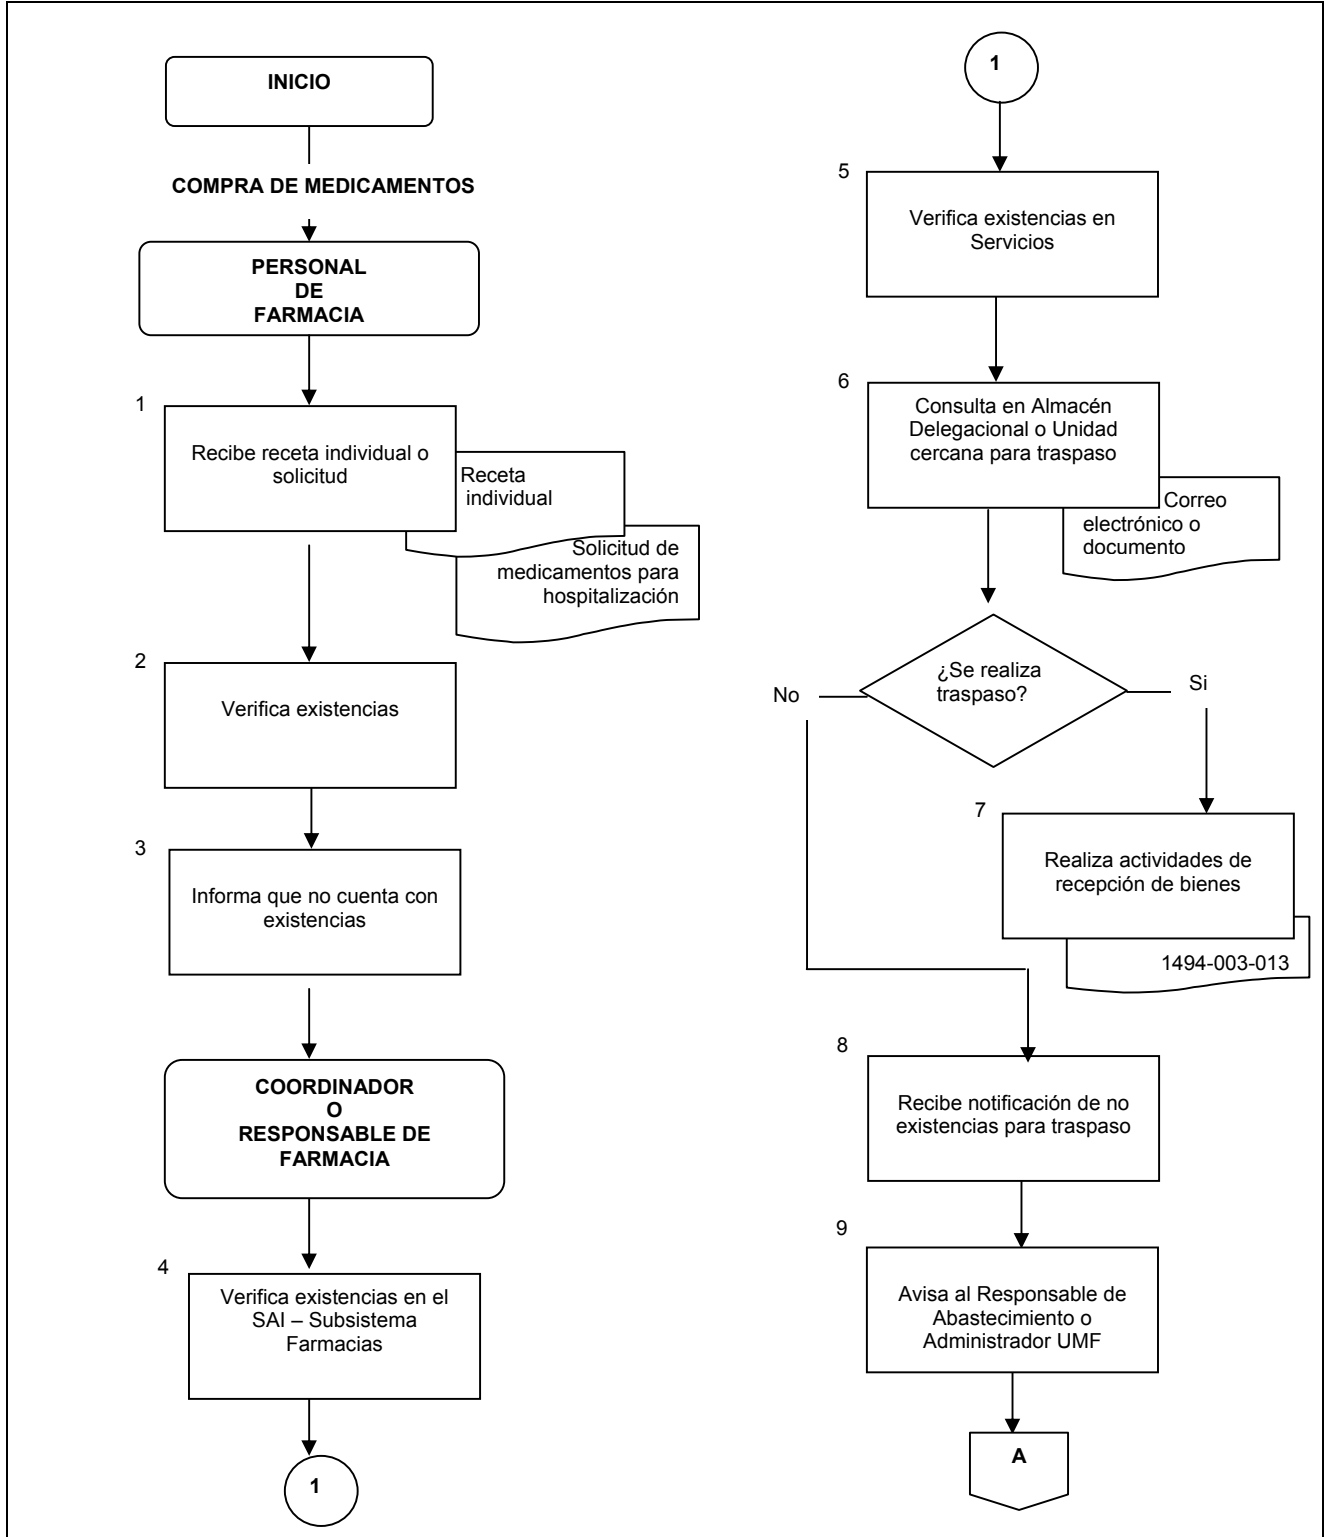 INICIO
COMPRA DE MEDICAMENTOS
PERSONAL
DE
FARMACIA
1
Recibe receta individual o
solicitud
Receta
individual
Solicitud de
medicamentos para
hospitalización
2
Verifica existencias
3
Informa que no cuenta con
existencias
COORDINADOR
O
RESPONSABLE DE
FARMACIA
4
Verifica existencias en el
SAI – Subsistema
Farmacias
1
1
5
Verifica existencias en
Servicios
6
Consulta en Almacén
Delegacional o Unidad
cercana para traspaso
Correo
electrónico o
documento
¿Se realiza
traspaso?
No
Si
7
Realiza actividades de
recepción de bienes
1494-003-013
8
Recibe notificación de no
existencias para traspaso
9
Avisa al Responsable de
Abastecimiento o
Administrador UMF
A